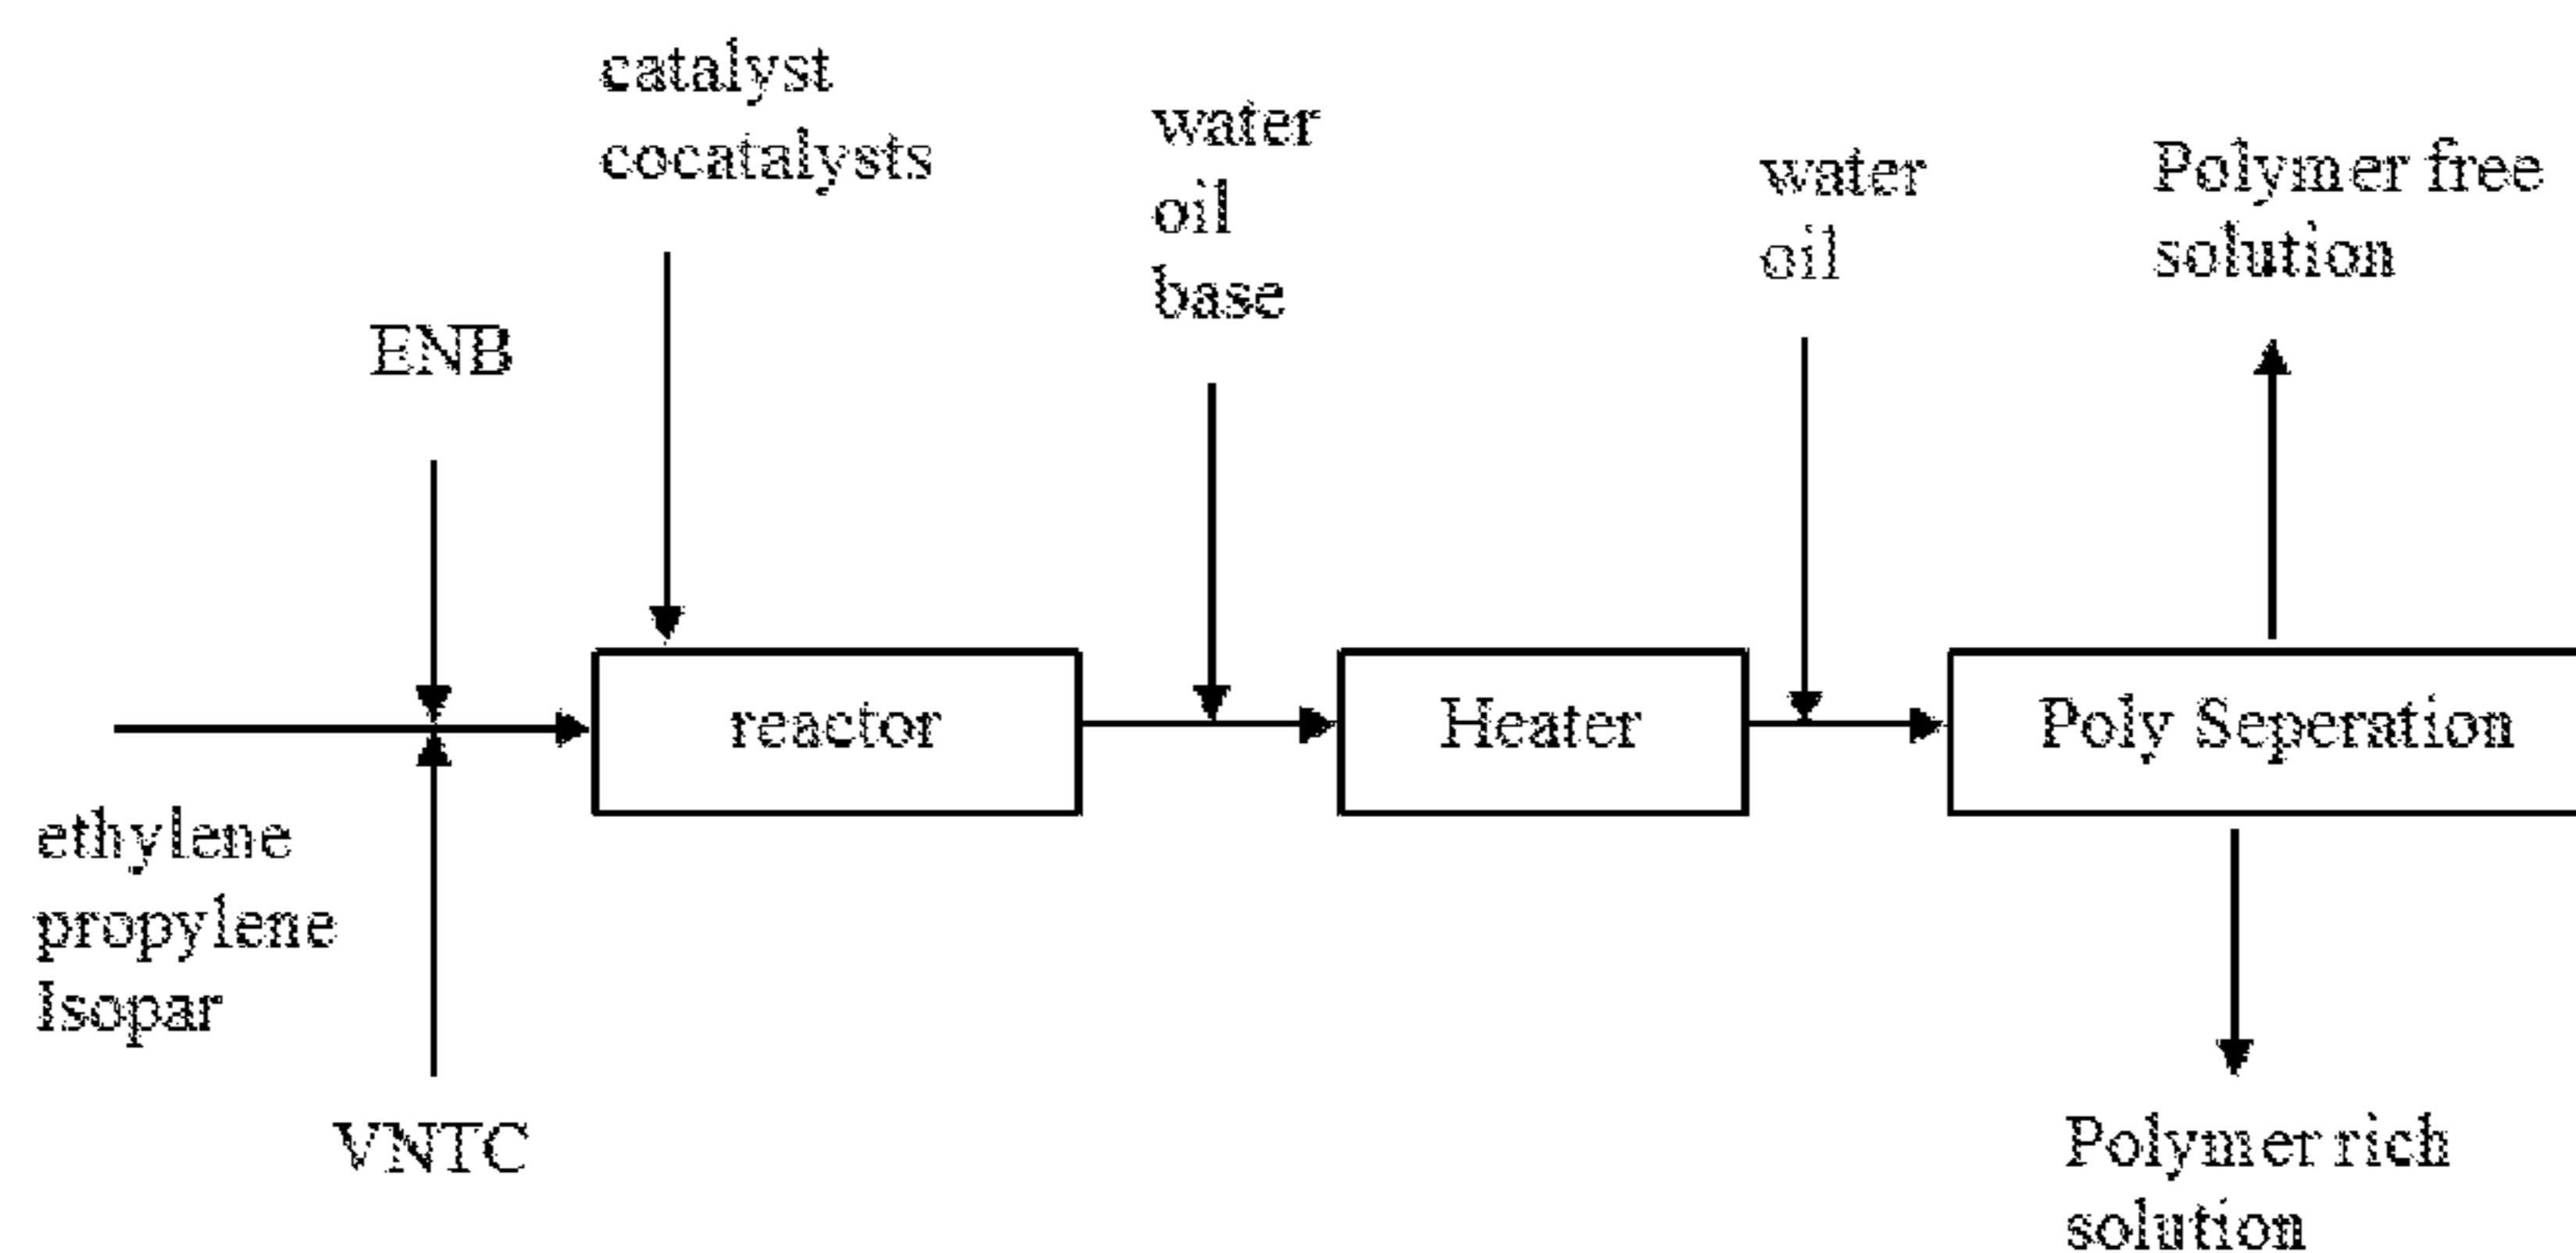 catalyst
cocatalysts
water
oil
base
water
oil
Polymer free
solution
ENB
reactor
Heater
Poly Seperation
ethylene
propylene
Isopar
VNTC
Polymer rich
solution